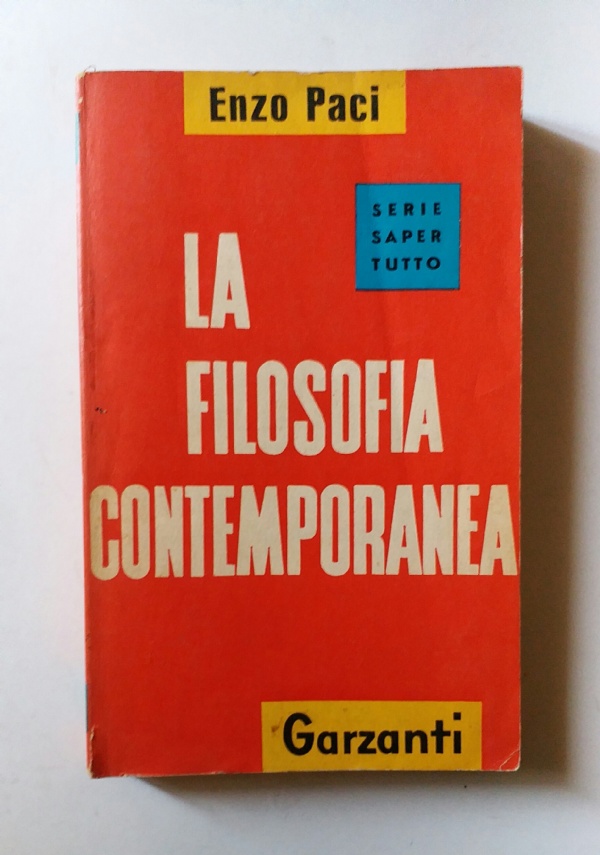 Enzo Paci
SERIE
SAPER
TUTTO
LA
FILOSOFIA
CONTEMPORANEA
Garzanti